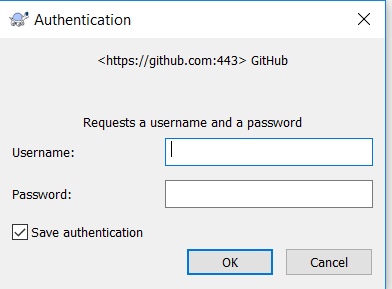 Authentication
<https://github.com:443> GitHub
Requests a username and a password
Username:
Password:
Save authentication
OK Cancel